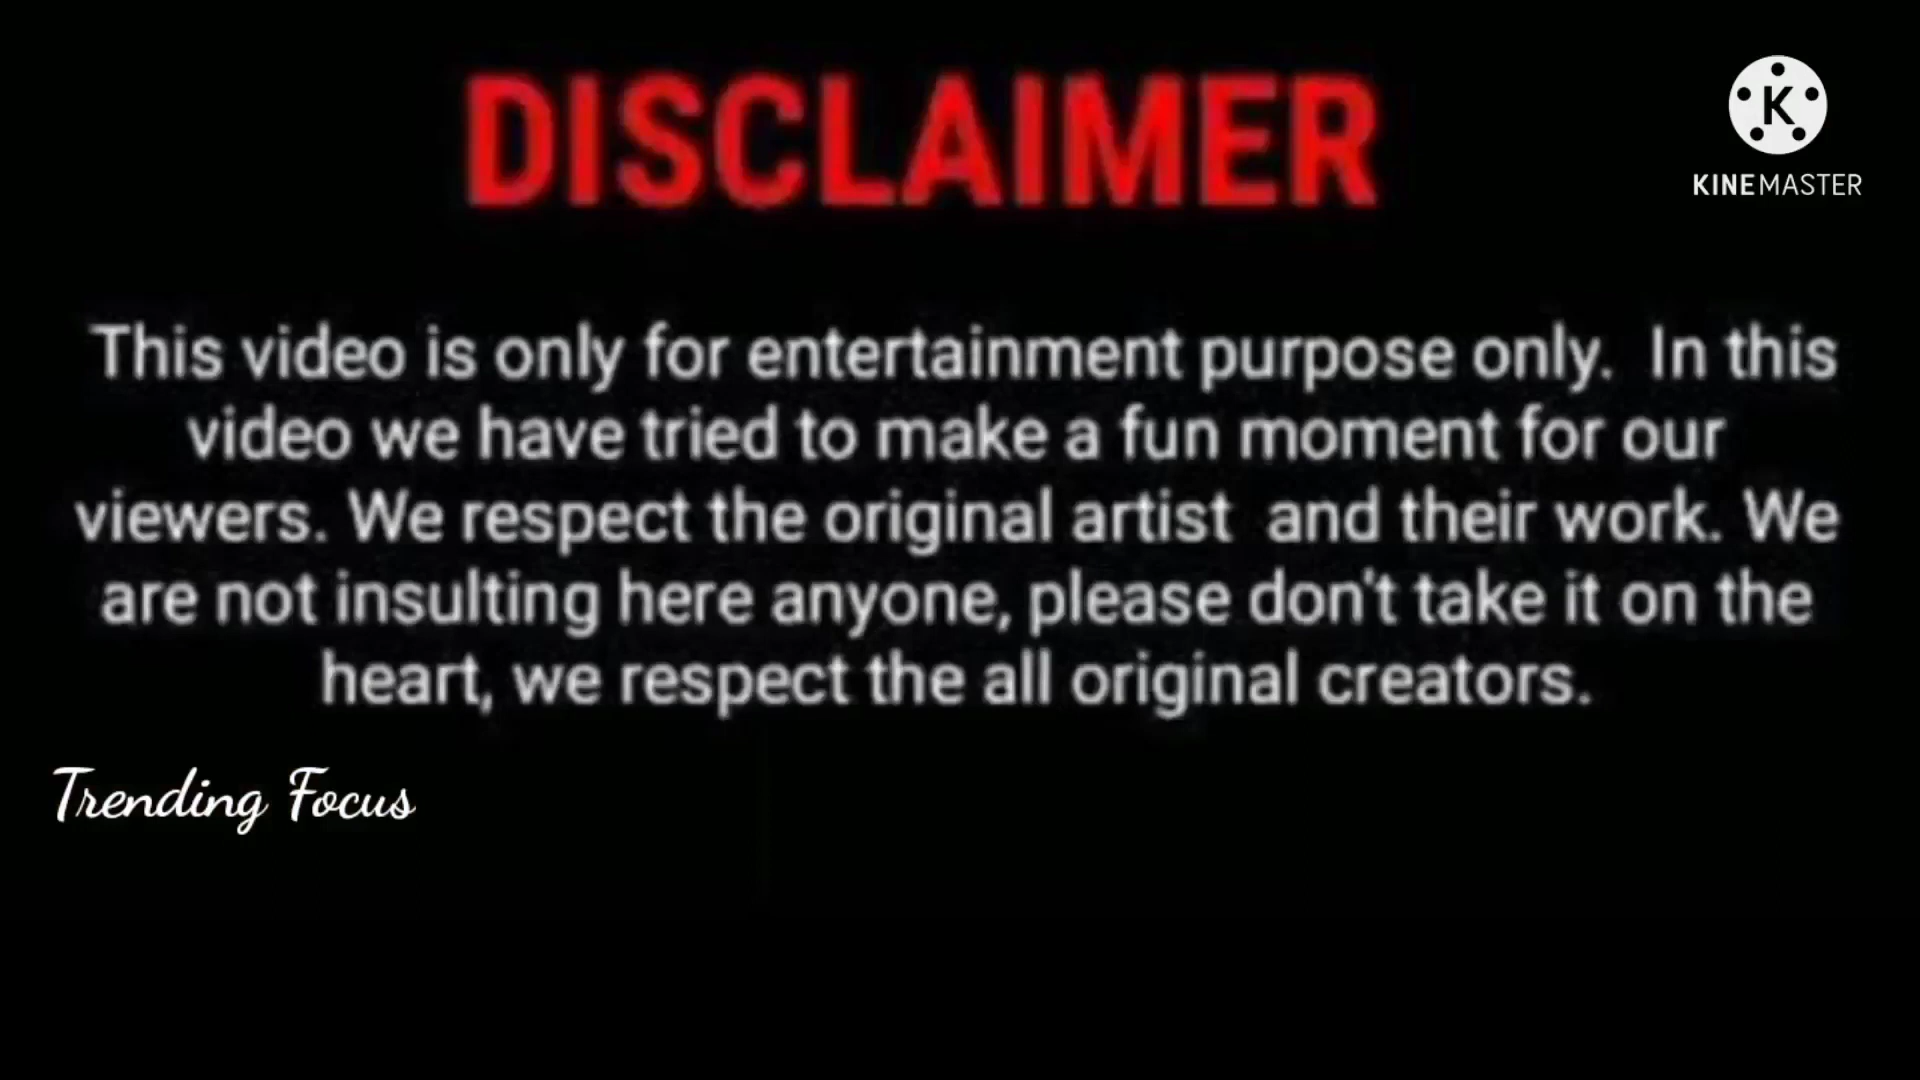 DISCLAIMER
K
KINEMASTER
This video is only for entertainment purpose only. In this
video we have tried to make a fun moment for our
viewers. We respect the original artist and their work. We
are not insulting here anyone, please don't take it on the
heart, we respect the all original creators.
Trending Focus